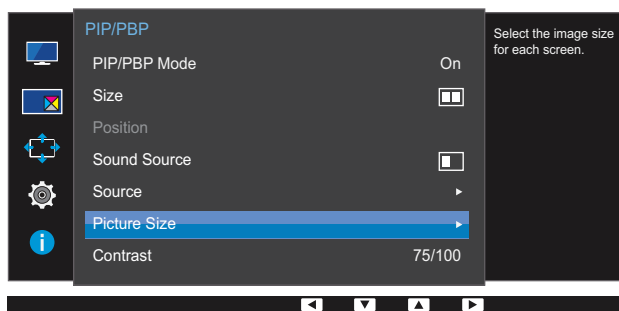 PIP/PBP
Select the image size
for each screen.
PIP/PBP Mode On
Size
Position
Sound Source
Source
Picture Size
Contrast 75/100